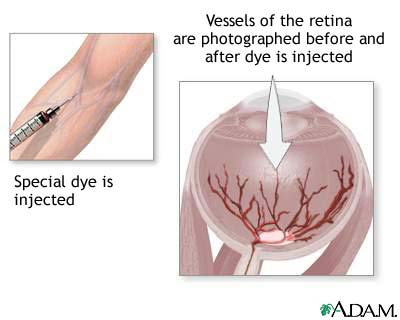 Vessels of the retina
are photographed before and
after dye is injected
Special dye is
injected
A.D.A.M.